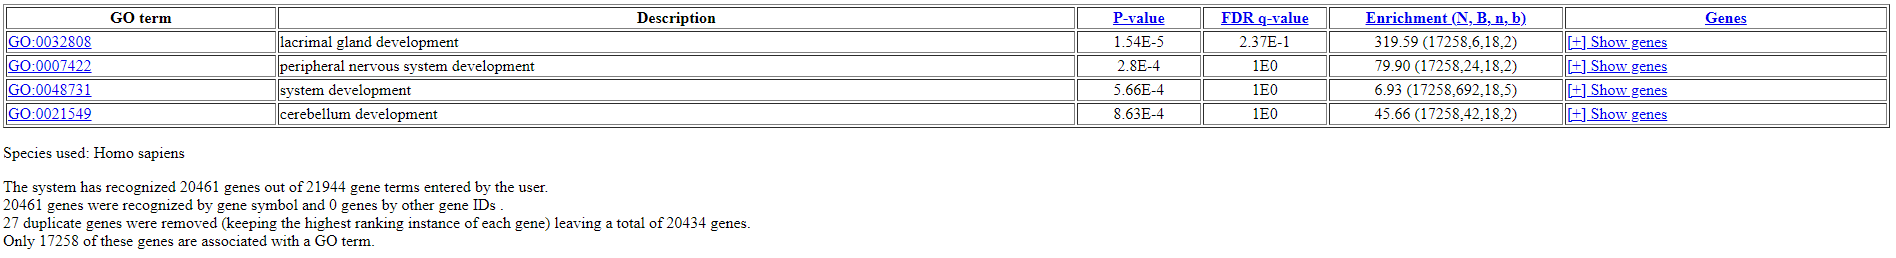 GO term Description P-value FDR q-value Enrichment (N, B, n, b) Genes
GO:0032808 lacrimal gland development 1.54E-5 2.37E-1 319.59 (17258,6,18,2) [+] Show genes
GO:0007422 peripheral nervous system development 2.8E-4 1E0 79.90 (17258,24,18,2) [+] Show genes
GO:0048731 system development 5.66E-4 1E0 6.93 (17258,692,18,5) [+] Show genes
GO:0021549 cerebellum development 8.63E-4 1E0 45.66 (17258,42,18,2) [+] Show genes
Species used: Homo sapiens
The system has recognized 20461 genes out of 21944 gene terms entered by the user.
20461 genes were recognized by gene symbol and 0 genes by other gene IDs .
27 duplicate genes were removed (keeping the highest ranking instance of each gene) leaving a total of 20434 genes.
Only 17258 of these genes are associated with a GO term.